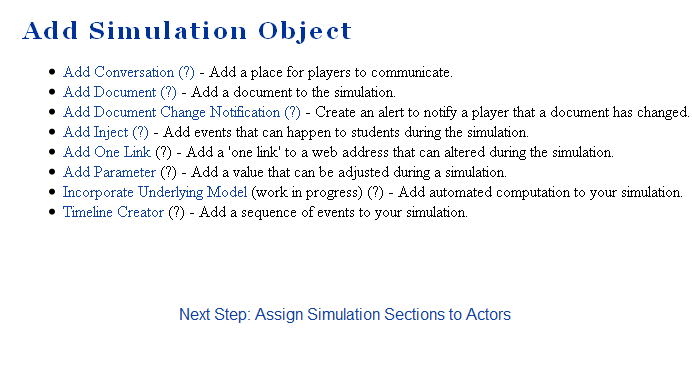 Add Simulation Object
Add Conversation (?) - Add a place for players to communicate.
Add Document (?) - Add a document to the simulation.
Add Document Change Notification (?) - Create an alert to notify a player that a document has changed.
Add Inject (?) - Add events that can happen to students during the simulation.
Add One Link (?) - Add a 'one link' to a web address that can altered during the simulation.
Add Parameter (?) - Add a value that can be adjusted during a simulation.
Incorporate Underlying Model (work in progress) (?) - Add automated computation to your simulation.
Timeline Creator (?) - Add a sequence of events to your simulation.
Next Step: Assign Simulation Sections to Actors